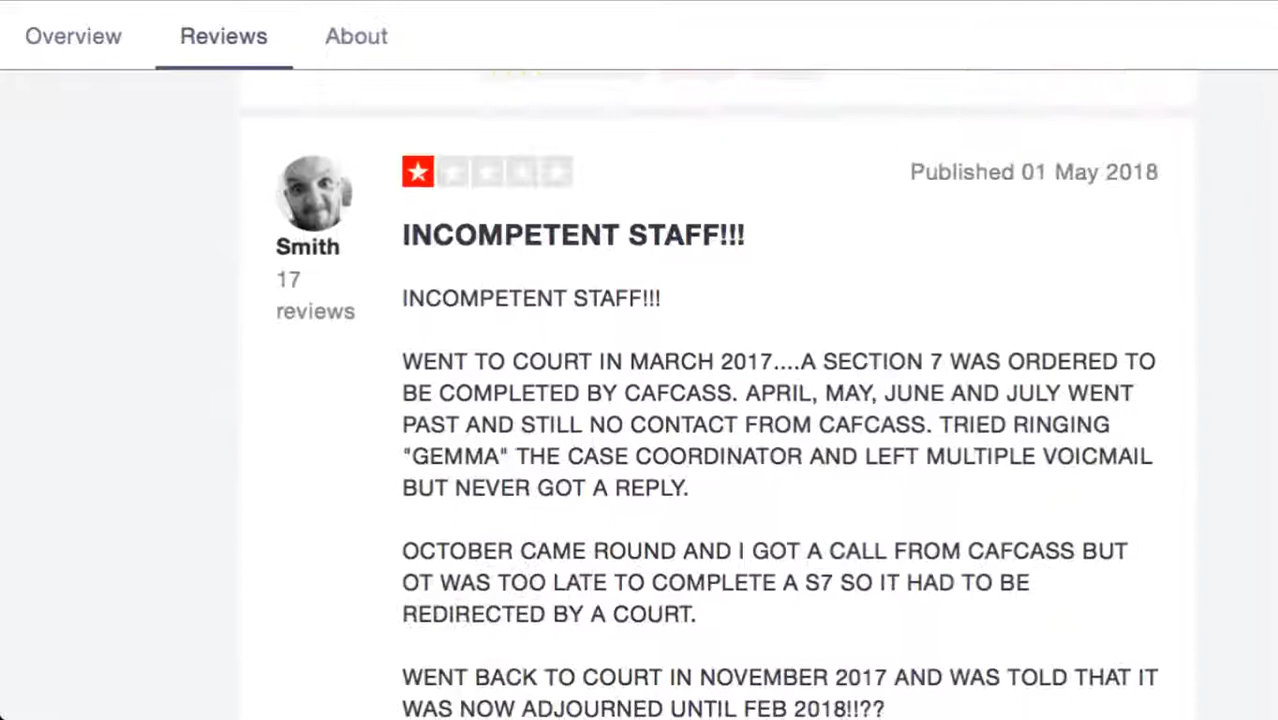 Overview Reviews About
Published 01 May 2018
Smith
17
reviews
INCOMPETENT STAFF!!!
INCOMPETENT STAFF!!!
WENT TO COURT IN MARCH 2017....A SECTION 7 WAS ORDERED TO
BE COMPLETED BY CAFCASS. APRIL, MAY, JUNE AND JULY WENT
PAST AND STILL NO CONTACT FROM CAFCASS. TRIED RINGING
"GEMMA" THE CASE COORDINATOR AND LEFT MULTIPLE VOICMAIL
BUT NEVER GOT A REPLY.
OCTOBER CAME ROUND AND I GOT A CALL FROM CAFCASS BUT
OT WAS TOO LATE TO COMPLETE A S7 SO IT HAD TO BE
REDIRECTED BY A COURT.
WENT BACK TO COURT IN NOVEMBER 2017 AND WAS TOLD THAT IT
WAS NOW ADJOURNED UNTIL FEB 2018!!??